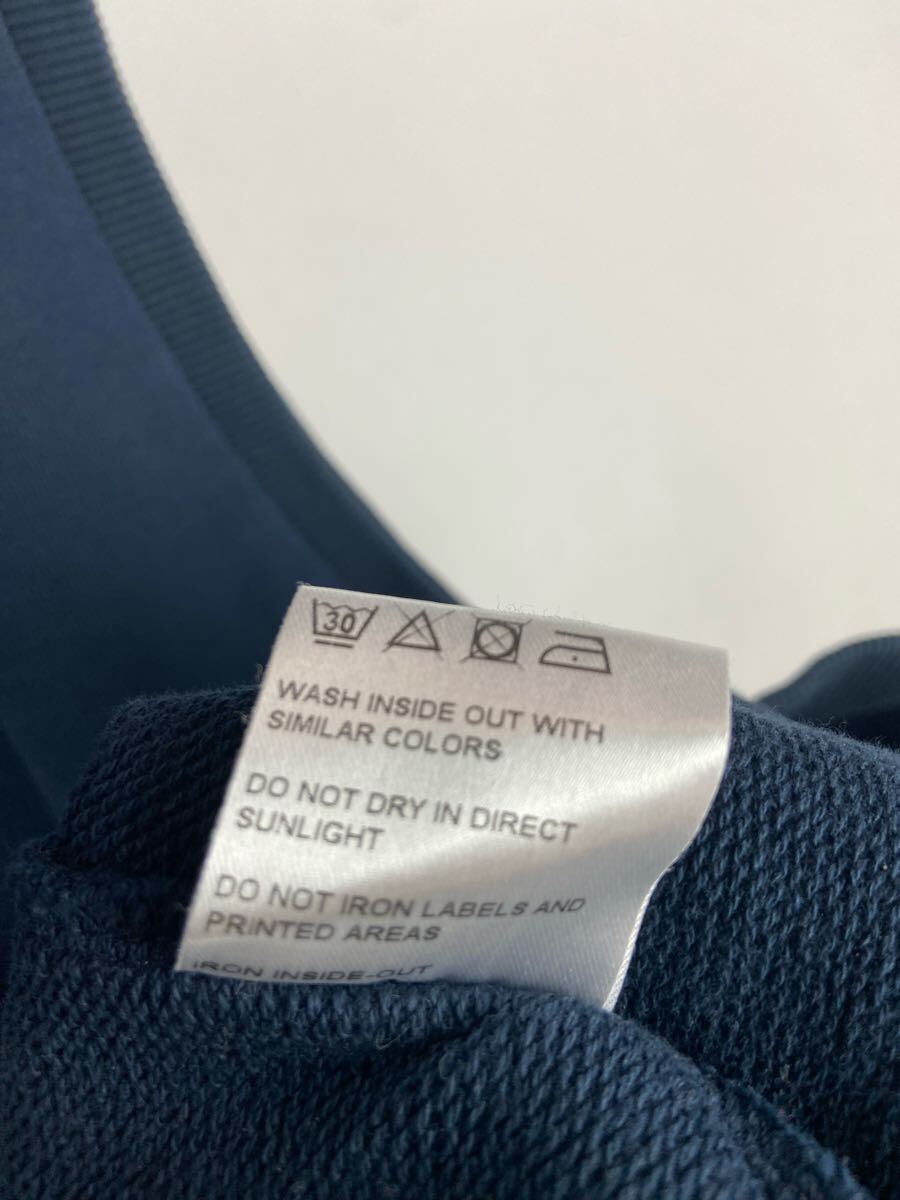 30
WASH INSIDE OUT WITH
SIMILAR COLORS
DO NOT DRY IN DIRECT
SUNLIGHT
DO NOT IRON LABELS AND
PRINTED AREAS
IRON INSIDE-OUT